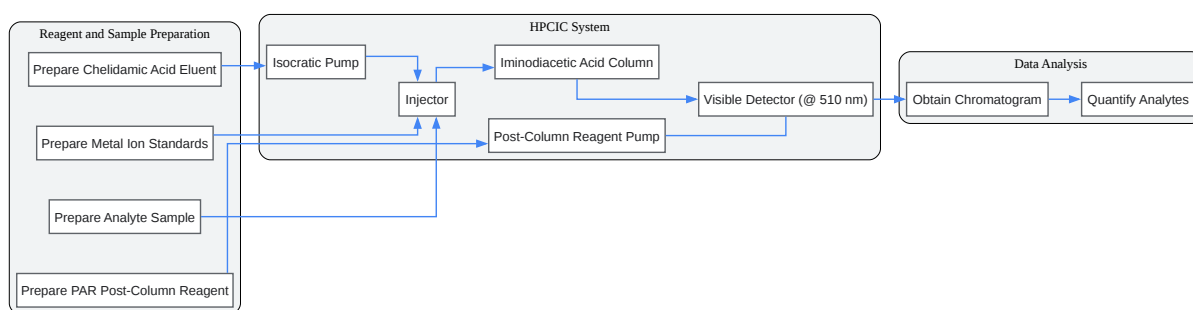 Reagent and Sample Preparation
Prepare Chelidamic Acid Eluent
Prepare Metal Ion Standards
Prepare Analyte Sample
Prepare PAR Post-Column Reagent
HPCIC System
Isocratic Pump
Injector
Iminodiacetic Acid Column
Post-Column Reagent Pump
Visible Detector (@ 510 nm)
Data Analysis
Obtain Chromatogram
Quantify Analytes